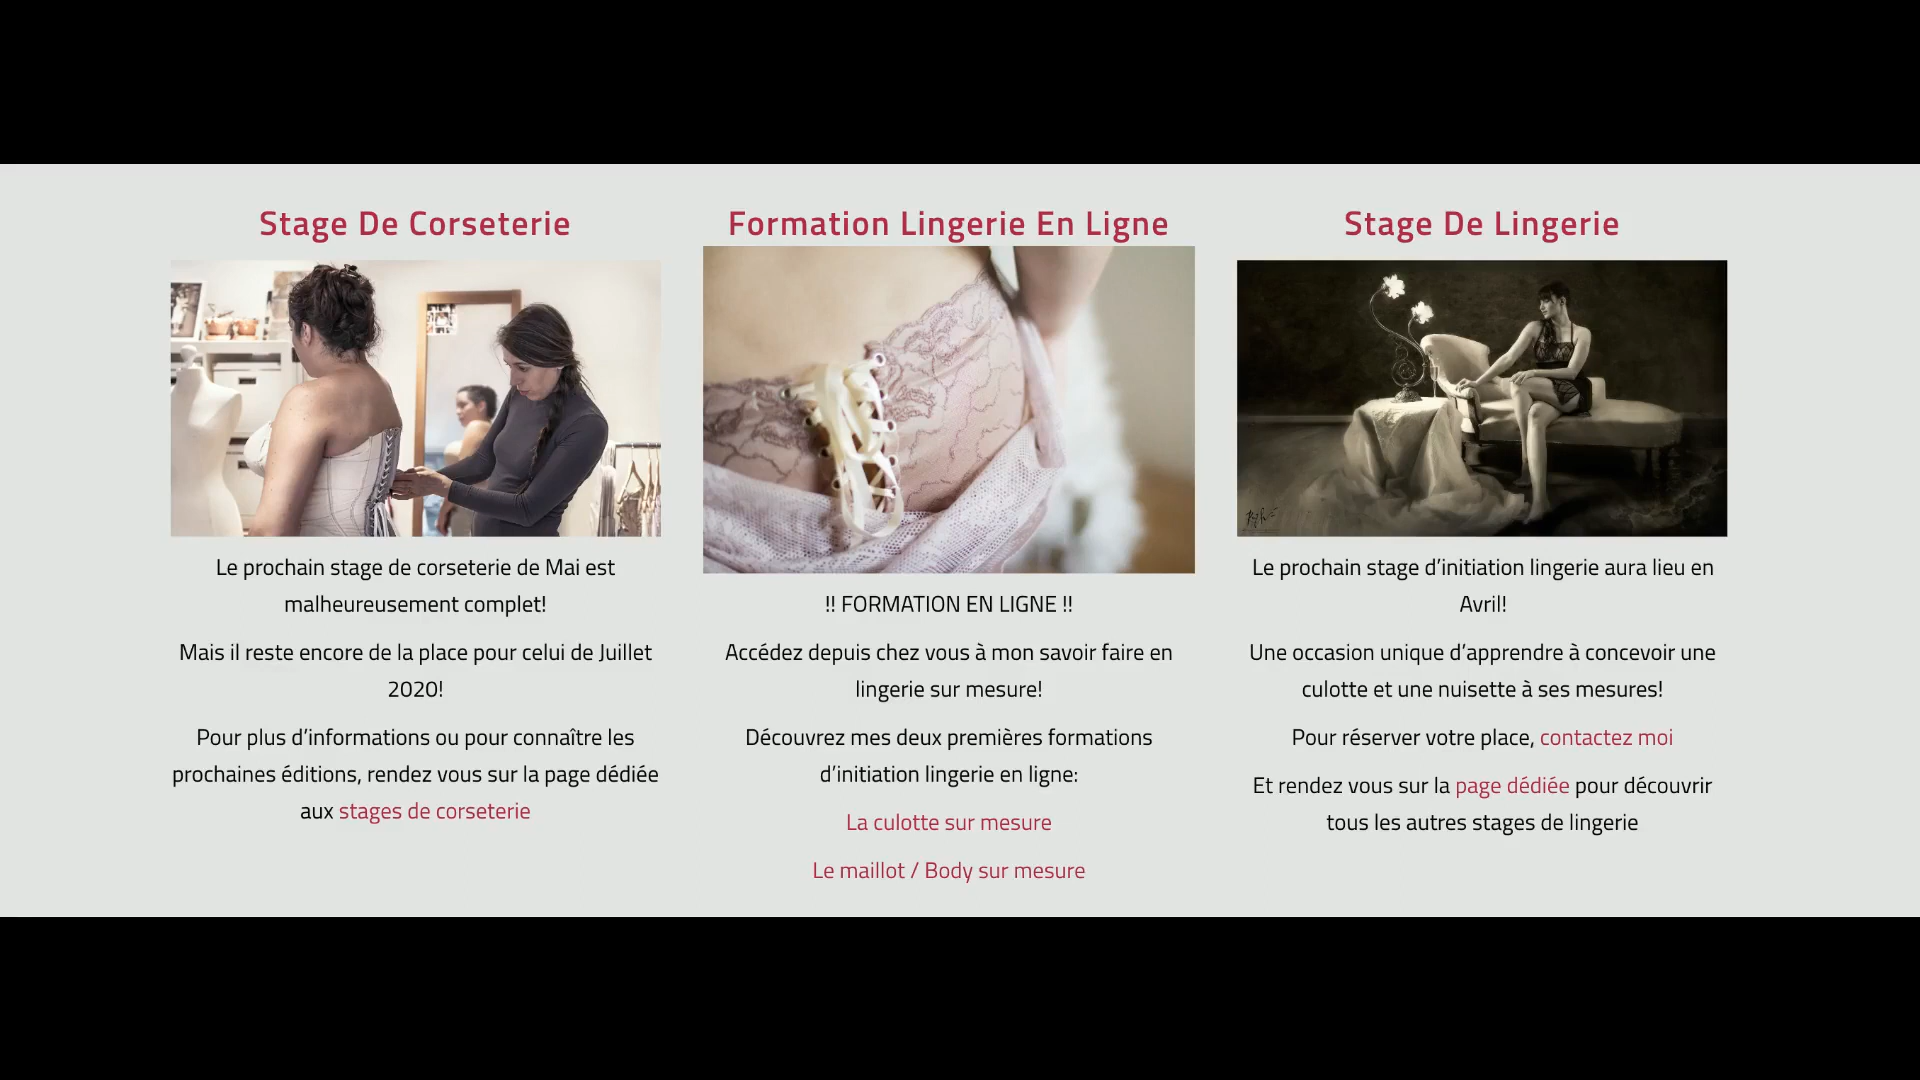 Stage De Corseterie
Le prochain stage de corseterie de Mai est
malheureusement complet!
Mais il reste encore de la place pour celui de Juillet
2020!
Pour plus d’informations ou pour connaître les
prochaines éditions, rendez vous sur la page dédiée
aux stages de corseterie
Formation Lingerie En Ligne
!! FORMATION EN LIGNE !!
Accédez depuis chez vous à mon savoir faire en
lingerie sur mesure!
Découvrez mes deux premières formations
d’initiation lingerie en ligne:
La culotte sur mesure
Le maillot / Body sur mesure
Stage De Lingerie
Le prochain stage d’initiation lingerie aura lieu en
Avril!
Une occasion unique d’apprendre à concevoir une
culotte et une nuisette à ses mesures!
Pour réserver votre place, contactez moi
Et rendez vous sur la page dédiée pour découvrir
tous les autres stages de lingerie